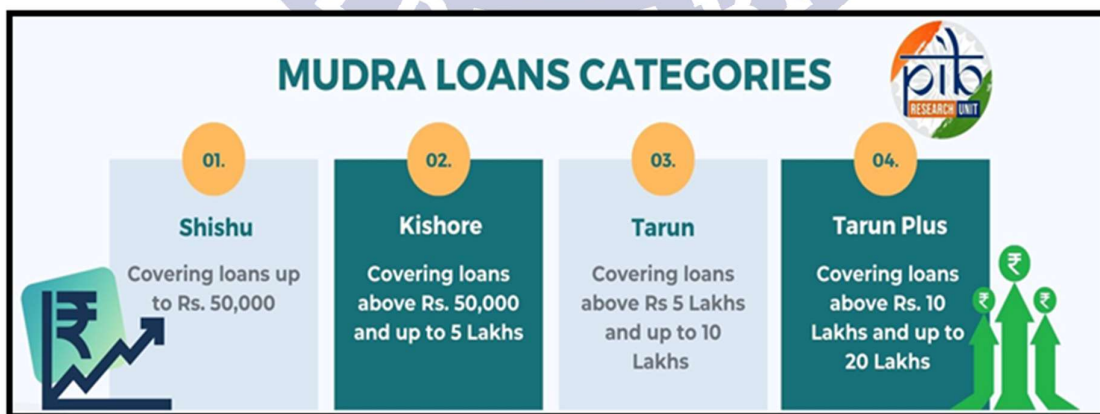 MUDRA LOANS CATEGORIES
pib
RESEARCH UNIT
01.
Shishu
Covering loans up
to Rs. 50,000
02.
Kishore
Covering loans
above Rs. 50,000
and up to 5 Lakhs
03.
Tarun
Covering loans
above Rs 5 Lakhs
and up to 10
Lakhs
04.
Tarun Plus
Covering loans
above Rs. 10
Lakhs and up to
20 Lakhs
₹
₹
₹
₹